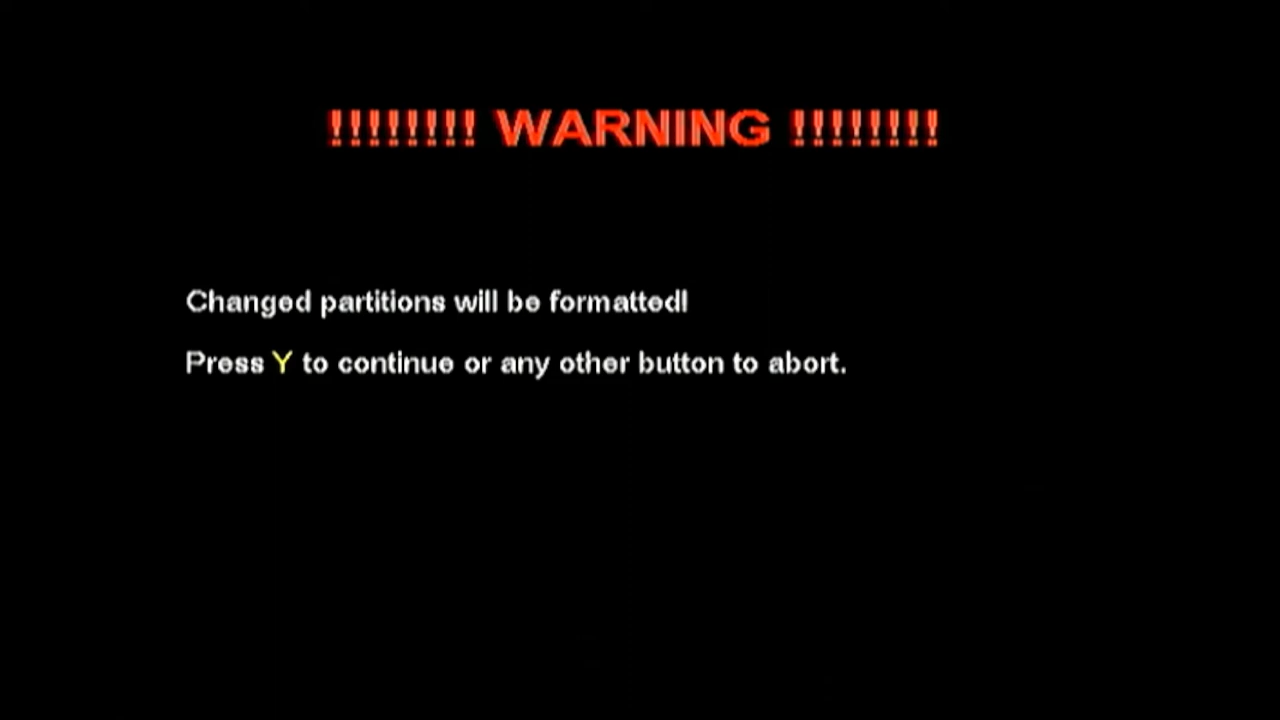 !!!!!!!! WARNING !!!!!!!!
Changed partitions will be formatted!
Press Y to continue or any other button to abort.